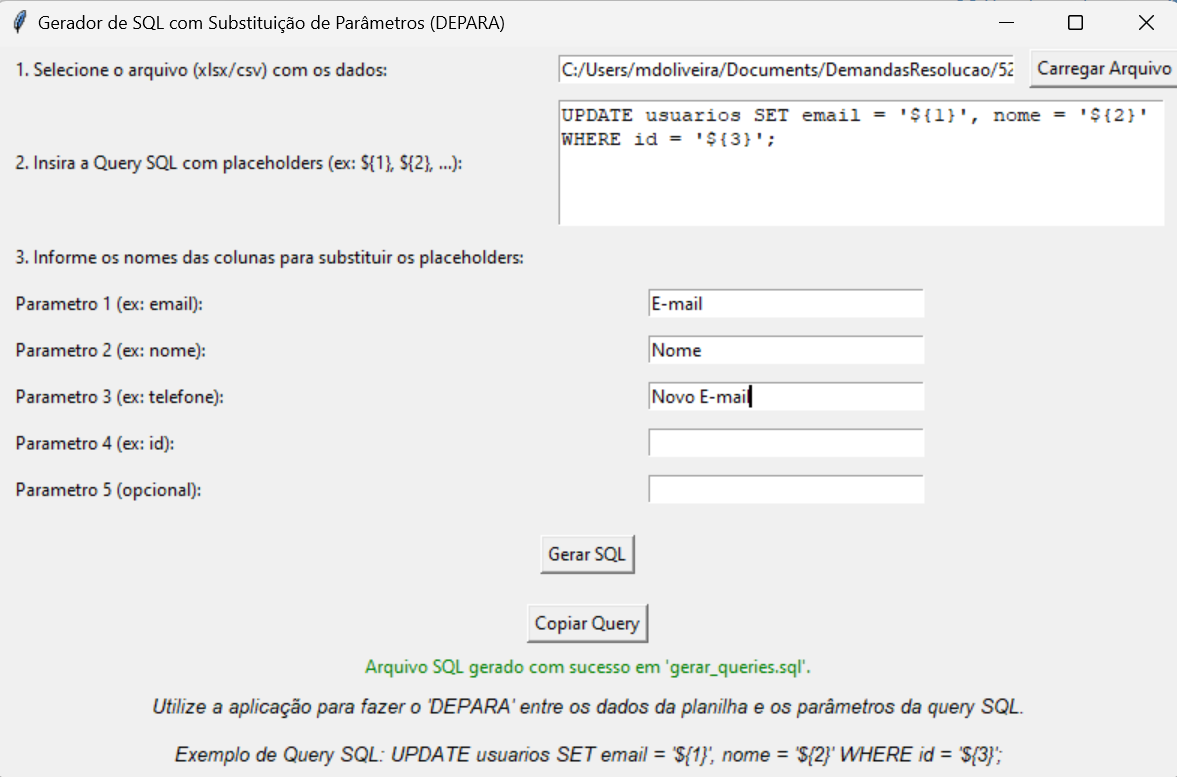 Gerador de SQL com Substituição de Parâmetros (DEPARA)
1. Selecione o arquivo (xlsx/csv) com os dados:
C:/Users/mdoliveira/Documents/DemandasResolucao/52
Carregar Arquivo
2. Insira a Query SQL com placeholders (ex: ${1}, ${2}, ...):
UPDATE usuarios SET email = '${1}', nome = '${2}'
WHERE id = '${3}';
3. Informe os nomes das colunas para substituir os placeholders:
Parametro 1 (ex: email):
E-mail
Parametro 2 (ex: nome):
Nome
Parametro 3 (ex: telefone):
Novo E-mail
Parametro 4 (ex: id):
Parametro 5 (opcional):
Gerar SQL
Copiar Query
Arquivo SQL gerado com sucesso em 'gerar_queries.sql'.
Utilize a aplicação para fazer o 'DEPARA' entre os dados da planilha e os parâmetros da query SQL.
Exemplo de Query SQL: UPDATE usuarios SET email = '${1}', nome = '${2}' WHERE id = '${3}';